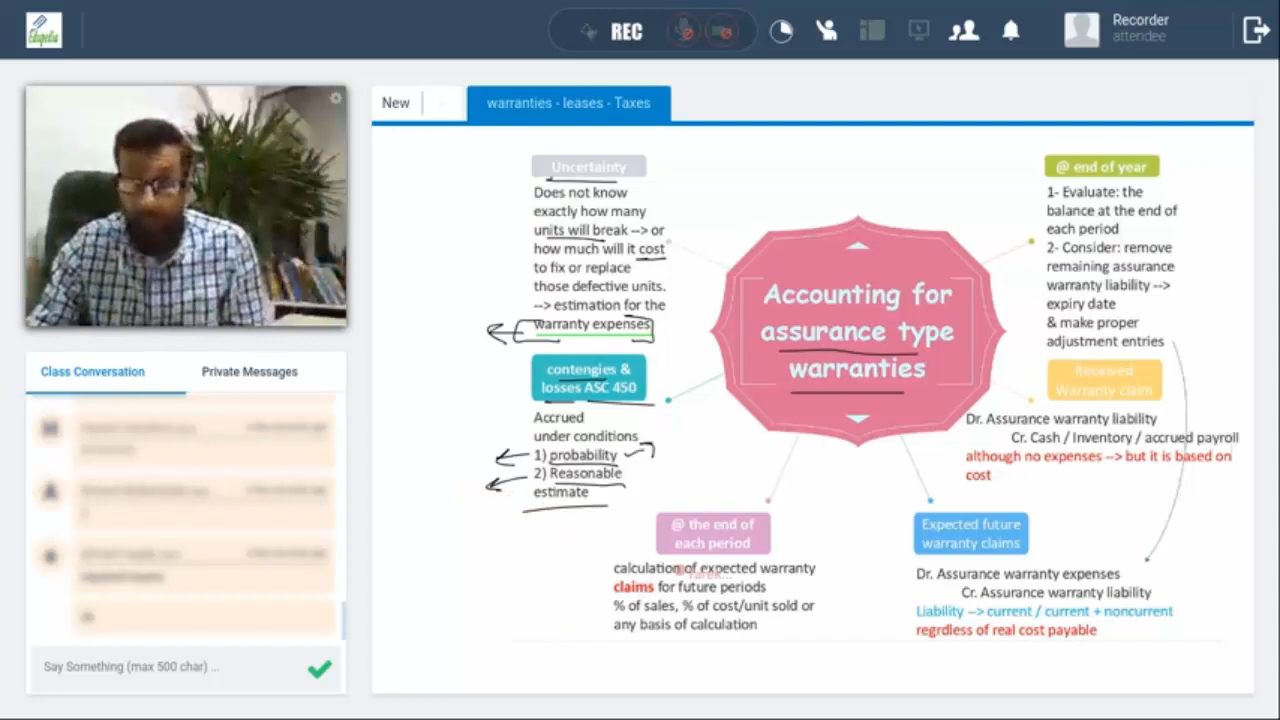 Edupedia
REC
Recorder
attendee
New
warranties - leases - Taxes
Class Conversation
Private Messages
Say Something (max 500 char) ...
Uncertainty
Does not know
exactly how many
units will break --> or
how much will it cost
to fix or replace
those defective units.
--> estimation for the
warranty expenses
contengies &
losses ASC 450
Accrued
under conditions
1) probability
2) Reasonable
estimate
Accounting for
assurance type
warranties
@ end of year
1- Evaluate: the
balance at the end of
each period
2- Consider: remove
remaining assurance
warranty liability -->
expiry date
& make proper
adjustment entries
Received
Warranty claim
Dr. Assurance warranty liability
Cr. Cash / Inventory / accrued payroll
although no expenses --> but it is based on
cost
@ the end of
each period
calculation of expected warranty
claims for future periods
% of sales, % of cost/unit sold or
any basis of calculation
Expected future
warranty claims
Dr. Assurance warranty expenses
Cr. Assurance warranty liability
Liability --> current / current + noncurrent
regrdless of real cost payable